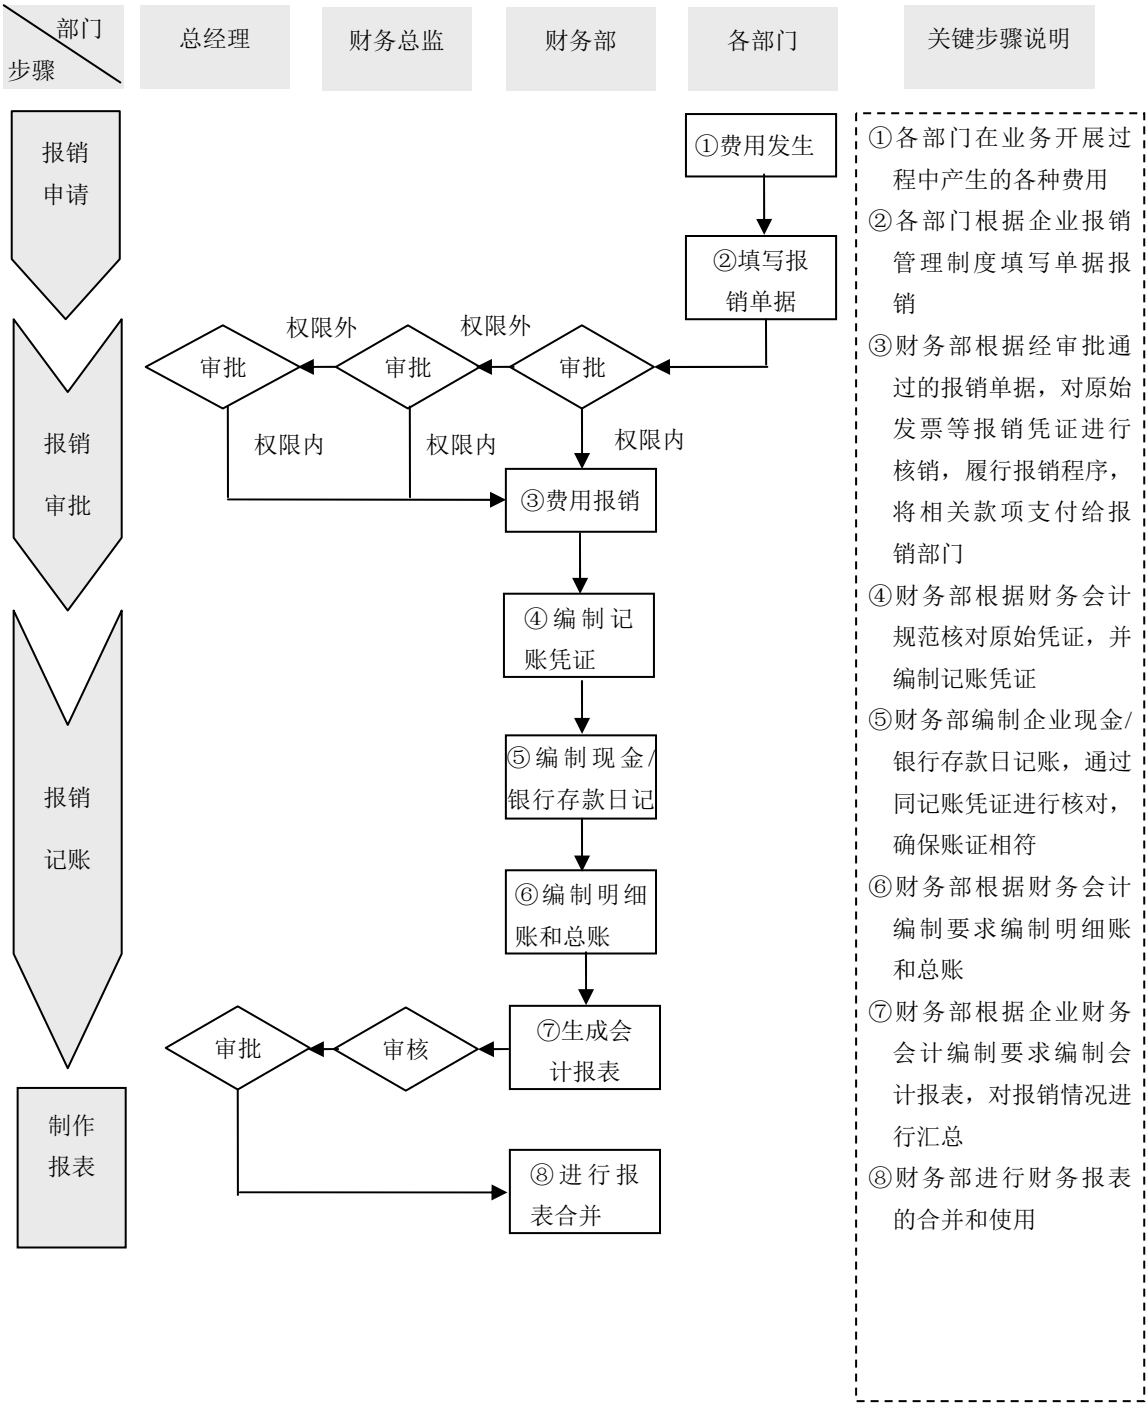 部门
步骤
总经理
财务总监
财务部
各部门
关键步骤说明
报销
申请
①费用发生
②填写报
销单据
权限外
权限外
审批
审批
审批
权限内
权限内
权限内
报销
审批
③费用报销
④编制记
账凭证
报销
记账
⑤编制现金/
银行存款日记
⑥编制明细
账和总账
⑦生成会
计报表
审核
审批
制作
报表
⑧进行报
表合并
①各部门在业务开展过
程中产生的各种费用
②各部门根据企业报销
管理制度填写单据报
销
③财务部根据经审批通
过的报销单据，对原始
发票等报销凭证进行
核销，履行报销程序，
将相关款项支付给报
销部门
④财务部根据财务会计
规范核对原始凭证，并
编制记账凭证
⑤财务部编制企业现金/
银行存款日记账，通过
同记账凭证进行核对，
确保账证相符
⑥财务部根据财务会计
编制要求编制明细账
和总账
⑦财务部根据企业财务
会计编制要求编制会
计报表，对报销情况进
行汇总
⑧财务部进行财务报表
的合并和使用